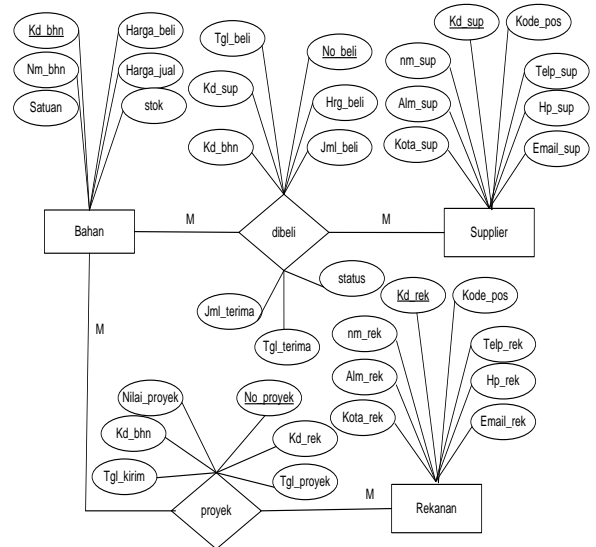 Kd_bhn
Nm_bhn
Satuan
Harga_beli
Harga_jual
stok
Tgl_beli
Kd_sup
Kd_bhn
No_beli
Hrg_beli
Jml_beli
Kd_sup
Kode_pos
nm_sup
Telp_sup
Alm_sup
Hp_sup
Kota_sup
Email_sup
Bahan
M
dibeli
M
Supplier
Jml_terima
Tgl_terima
status
M
Kd_rek
Kode_pos
nm_rek
Telp_rek
Alm_rek
Hp_rek
Kota_rek
Email_rek
Nilai_proyek
No_proyek
Kd_bhn
Kd_rek
Tgl_kirim
Tgl_proyek
proyek
M
Rekanan